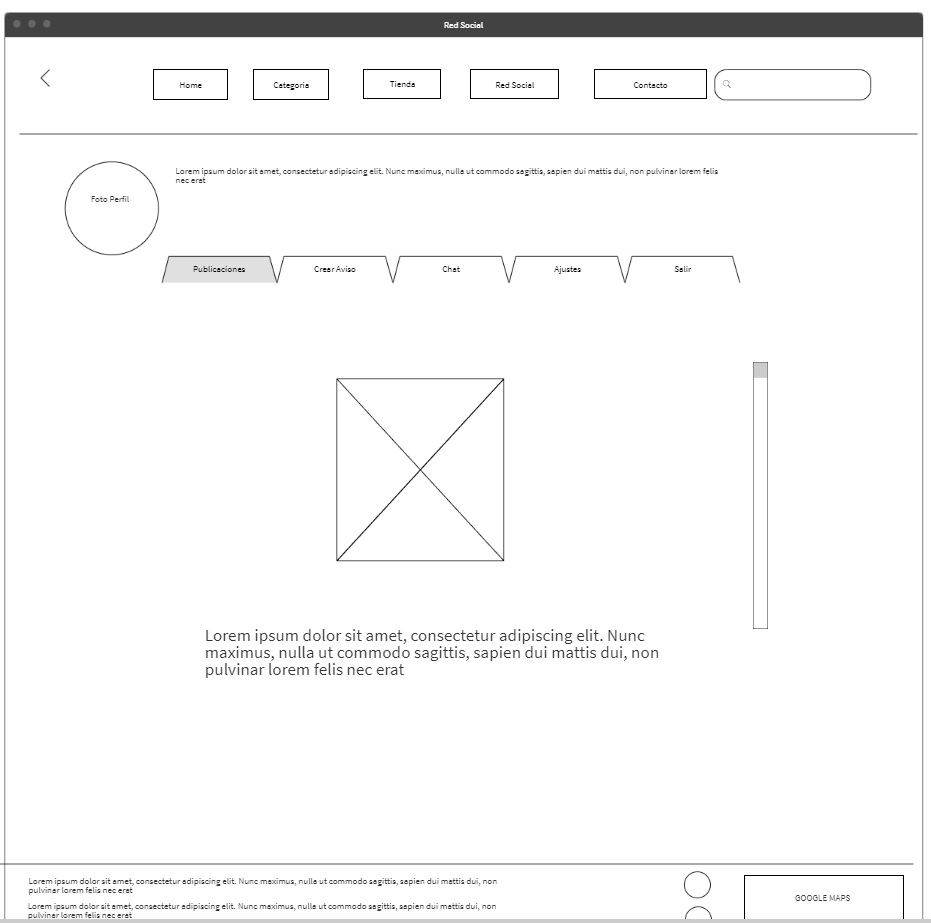 Red Social
Home
Categoria
Tienda
Red Social
Contacto
Foto Perfil
Lorem ipsum dolor sit amet, consectetur adipiscing elit. Nunc maximus, nulla ut commodo sagittis, sapien dui mattis dui, non pulvinar lorem felis
nec erat
Publicaciones
Crear Aviso
Chat
Ajustes
Salir
Lorem ipsum dolor sit amet, consectetur adipiscing elit. Nunc
maximus, nulla ut commodo sagittis, sapien dui mattis dui, non
pulvinar lorem felis nec erat
Lorem ipsum dolor sit amet, consectetur adipiscing elit. Nunc maximus, nulla ut commodo sagittis, sapien dui mattis dui, non
pulvinar lorem felis nec erat
Lorem ipsum dolor sit amet, consectetur adipiscing elit. Nunc maximus, nulla ut commodo sagittis, sapien dui mattis dui, non
pulvinar lorem felis nec erat
GOOGLE MAPS